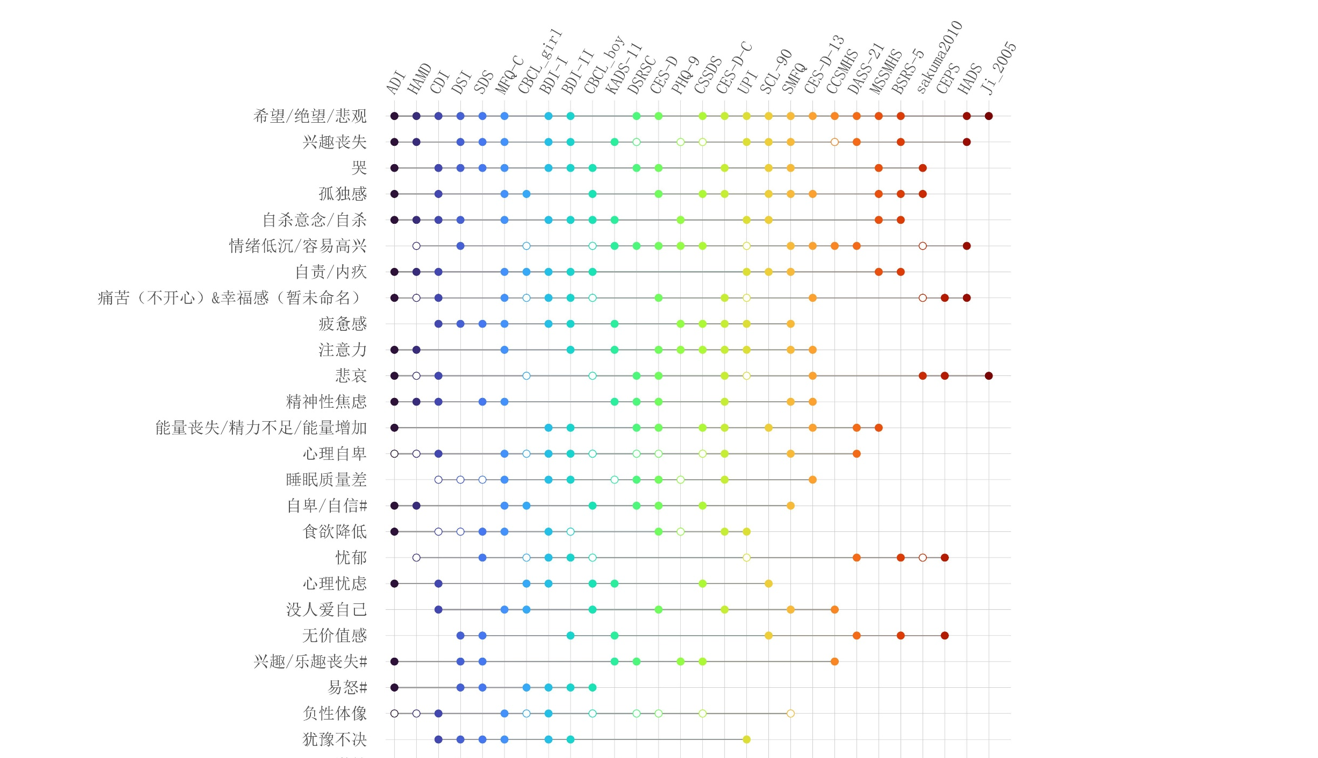 ADI
HAMD
CDI
DSI
SDS
MFQ-C
CBCL_girl
BDI-I
BDI-II
CBCL_boy
KADS-11
DSRSC
CES-D
PHQ-9
CSSDS
CES-D-C
UPI
SCL-90
SMFQ
CES-D-13
CCSMHS
DASS-21
MSSMHS
BSRS-5
sakuma2010
CEPS
HADS
Ji_2005
希望/绝望/悲观
兴趣丧失
哭
孤独感
自杀意念/自杀
情绪低沉/容易高兴
自责/内疚
痛苦（不开心）&幸福感（暂未命名）
疲惫感
注意力
悲哀
精神性焦虑
能量丧失/精力不足/能量增加
心理自卑
睡眠质量差
自卑/自信#
食欲降低
忧郁
心理忧虑
没人爱自己
无价值感
兴趣/乐趣丧失#
易怒#
负性体像
犹豫不决